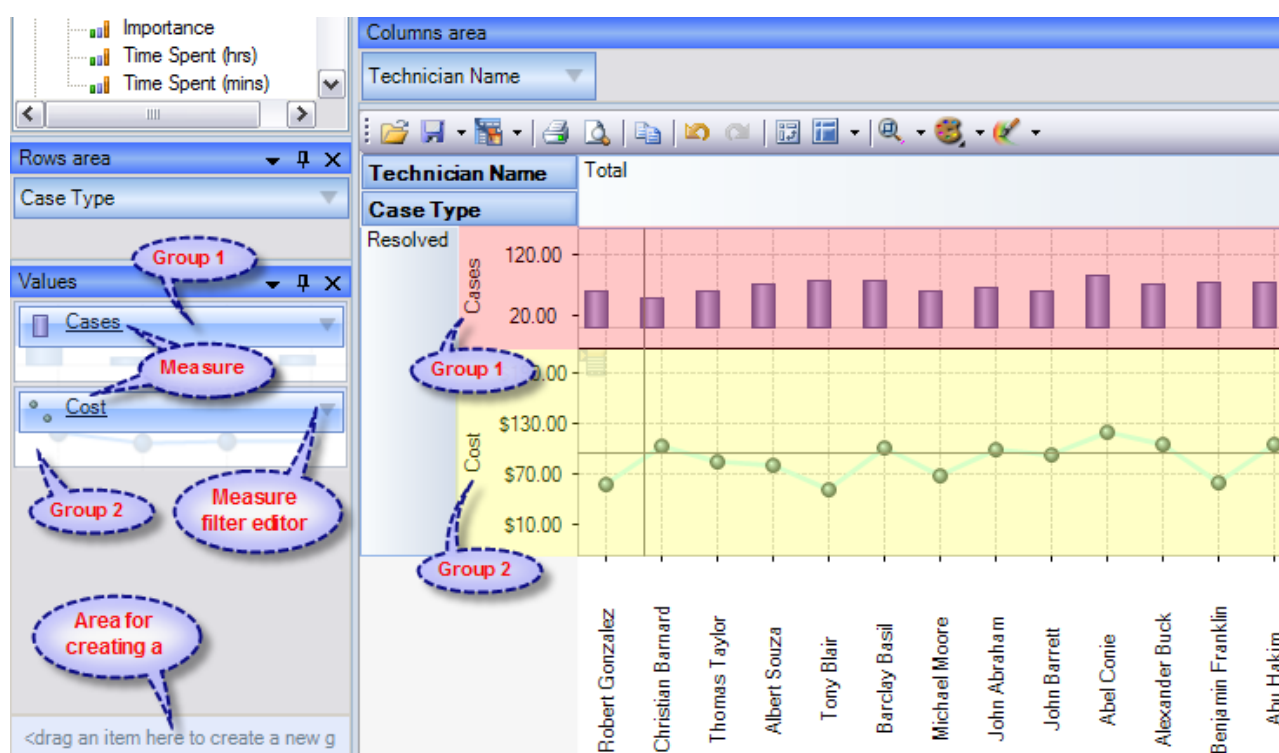 Importance
Time Spent (hrs)
Time Spent (mins)
Rows area
Case Type
Group 1
Values
Cases
Measure
Cost
Group 2
Measure
filter editor
Area for
creating a
<drag an item here to create a new g
Columns area
Technician Name
Technician Name
Total
Case Type
Resolved
Cases
120.00
20.00
Group 1
Cost
$130.00
$70.00
$10.00
Group 2
Robert Gonzalez
Christian Barnard
Thomas Taylor
Albert Souza
Tony Blair
Barclay Basil
Michael Moore
John Abraham
John Barrett
Abel Conie
Alexander Buck
Benjamin Franklin
Abu Hakim